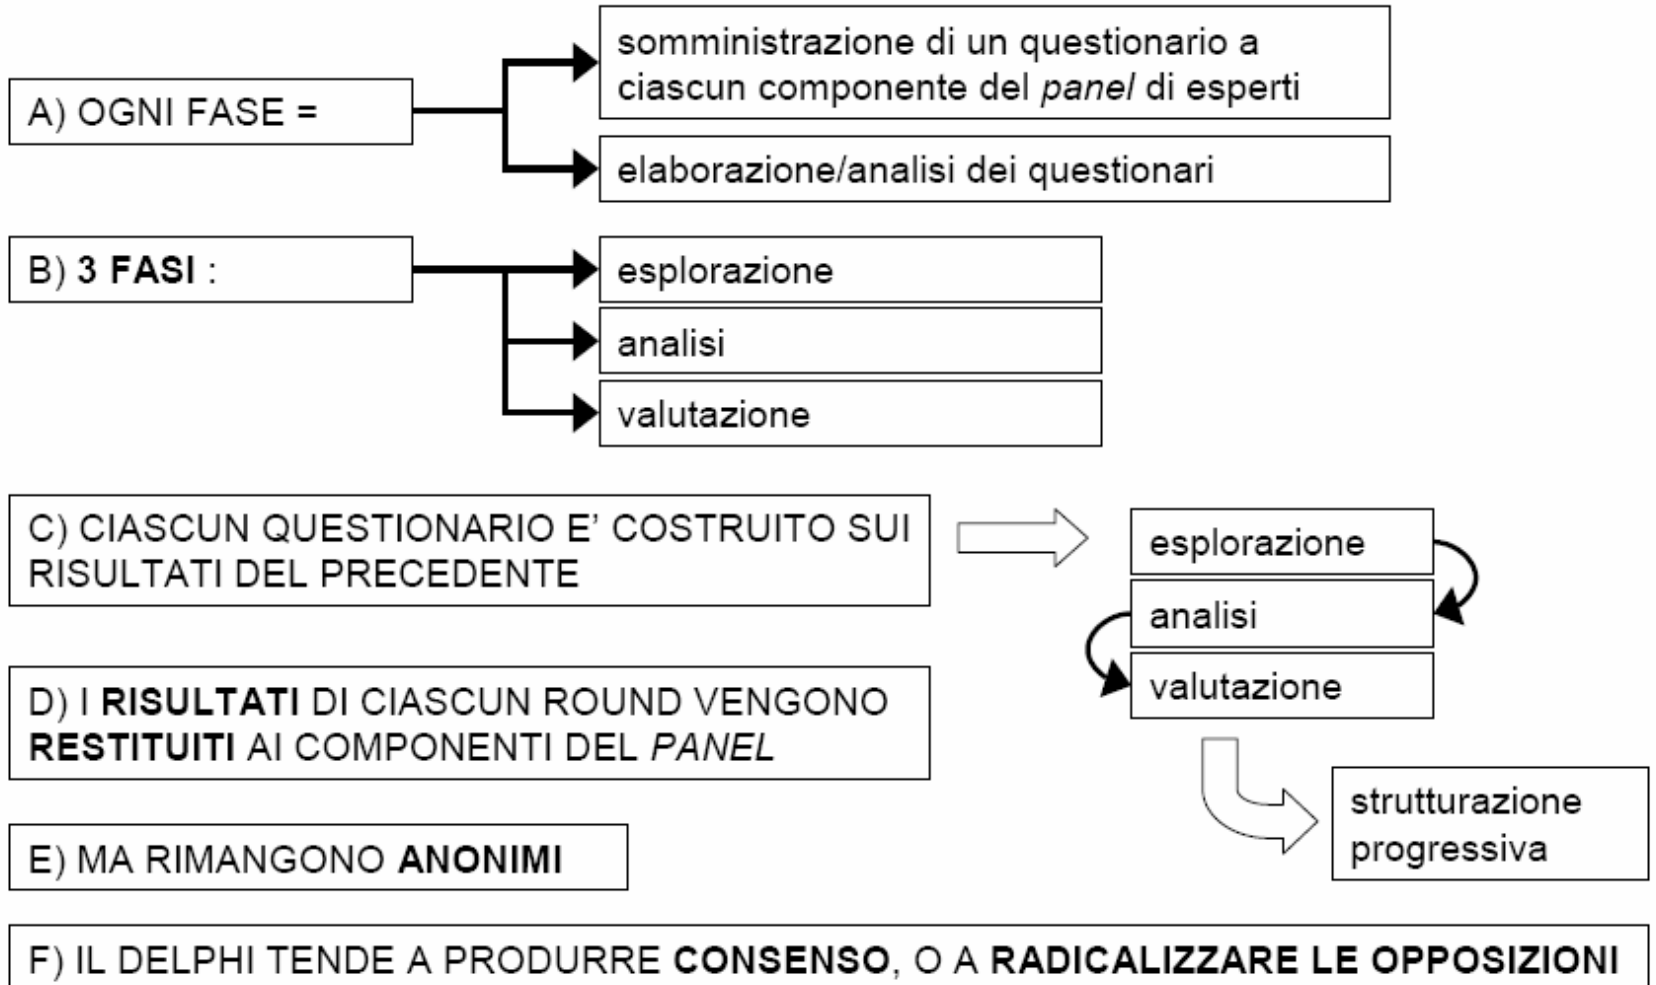 somministrazione di un questionario a
ciascun componente del panel di esperti
A) OGNI FASE =
elaborazione/analisi dei questionari
B) 3 FASI :
esplorazione
analisi
valutazione
C) CIASCUN QUESTIONARIO E’ COSTRUITO SUI
RISULTATI DEL PRECEDENTE
esplorazione
analisi
valutazione
D) I RISULTATI DI CIASCUN ROUND VENGONO
RESTITUITI AI COMPONENTI DEL PANEL
strutturazione
progressiva
E) MA RIMANGONO ANONIMI
F) IL DELPHI TENDE A PRODURRE CONSENSO, O A RADICALIZZARE LE OPPOSIZIONI